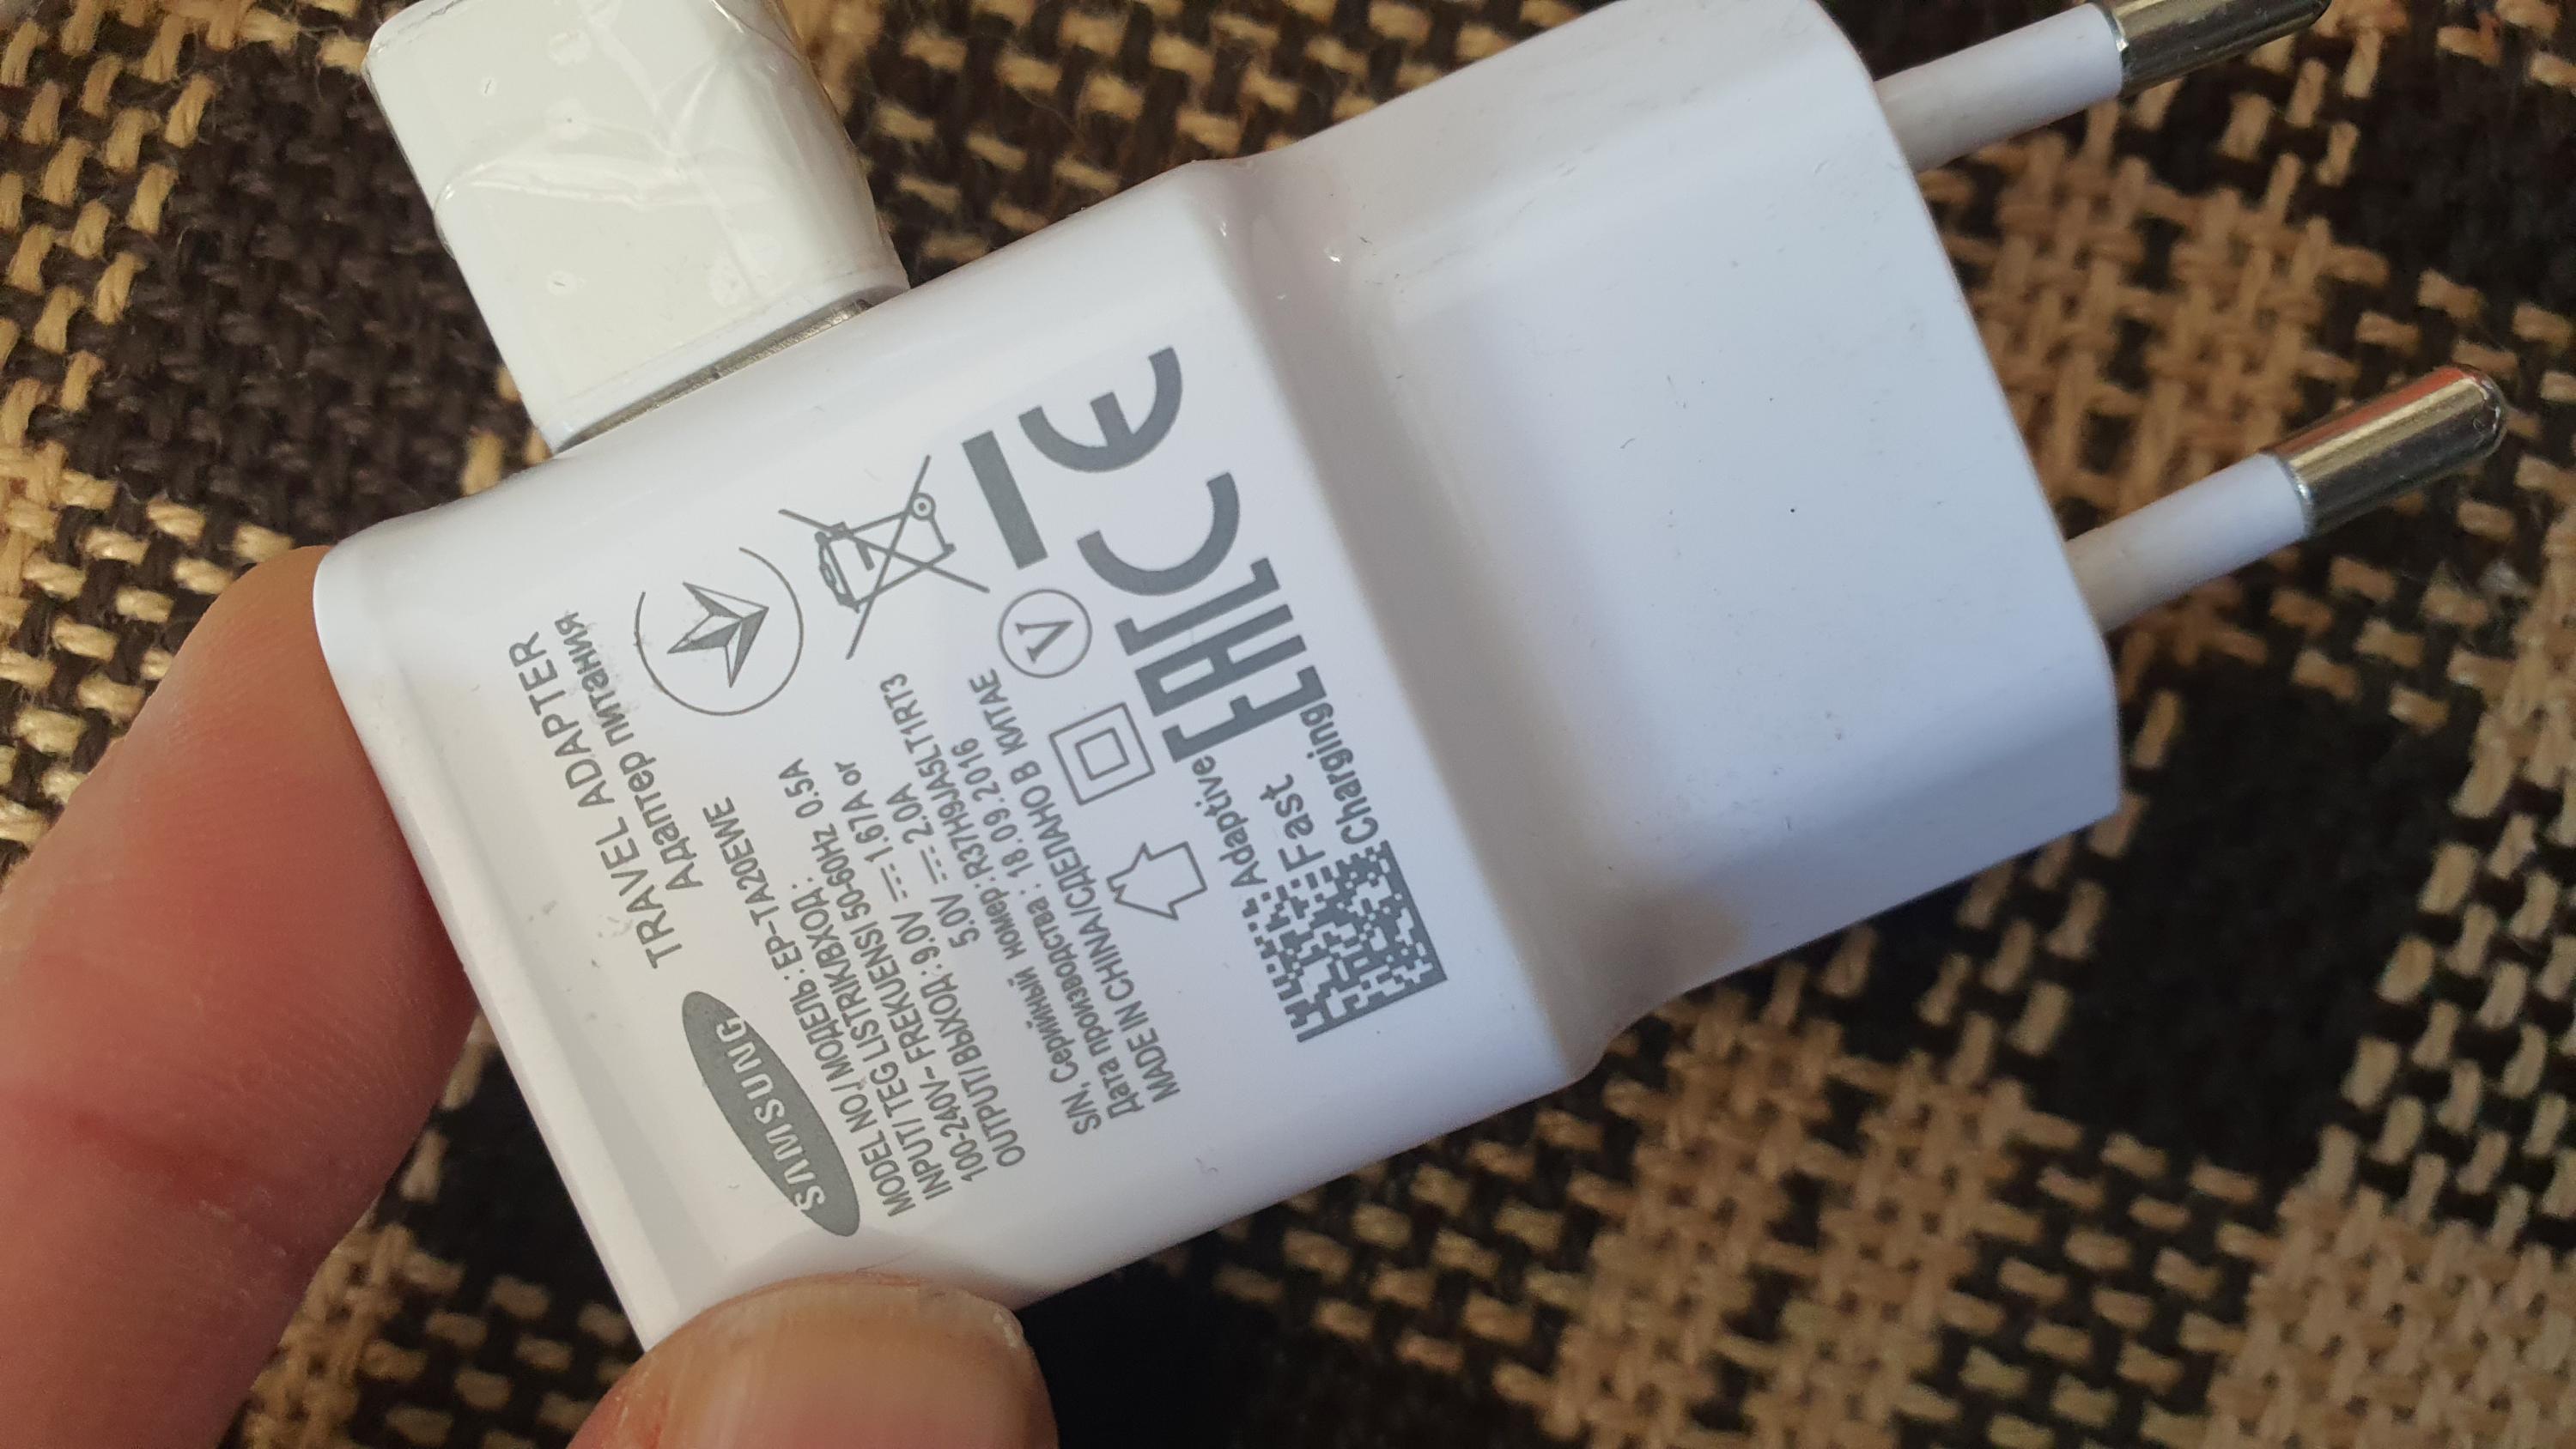 SAMSUNG
TRAVEL ADAPTER
Адаптер питания
MODEL NO./ МОДЕЛЬ : EP-TA20EWE
INPUT/ TEG LISTRIK/ВХОД:
100-240V~ FREKUENSI 50-60HZ 0.5A
OUTPUT/ ВЫХОД : 9.0V ⎓ 1.67A or
5.0V ⎓ 2.0A
S/N, Серийный номер: R37H9JA5LT1RT3
Дата производства : 18.09.2016
MADE IN CHINA/СДЕЛАНО В КИТАЕ
V
EAC
CE
Adaptive
Fast
Charging